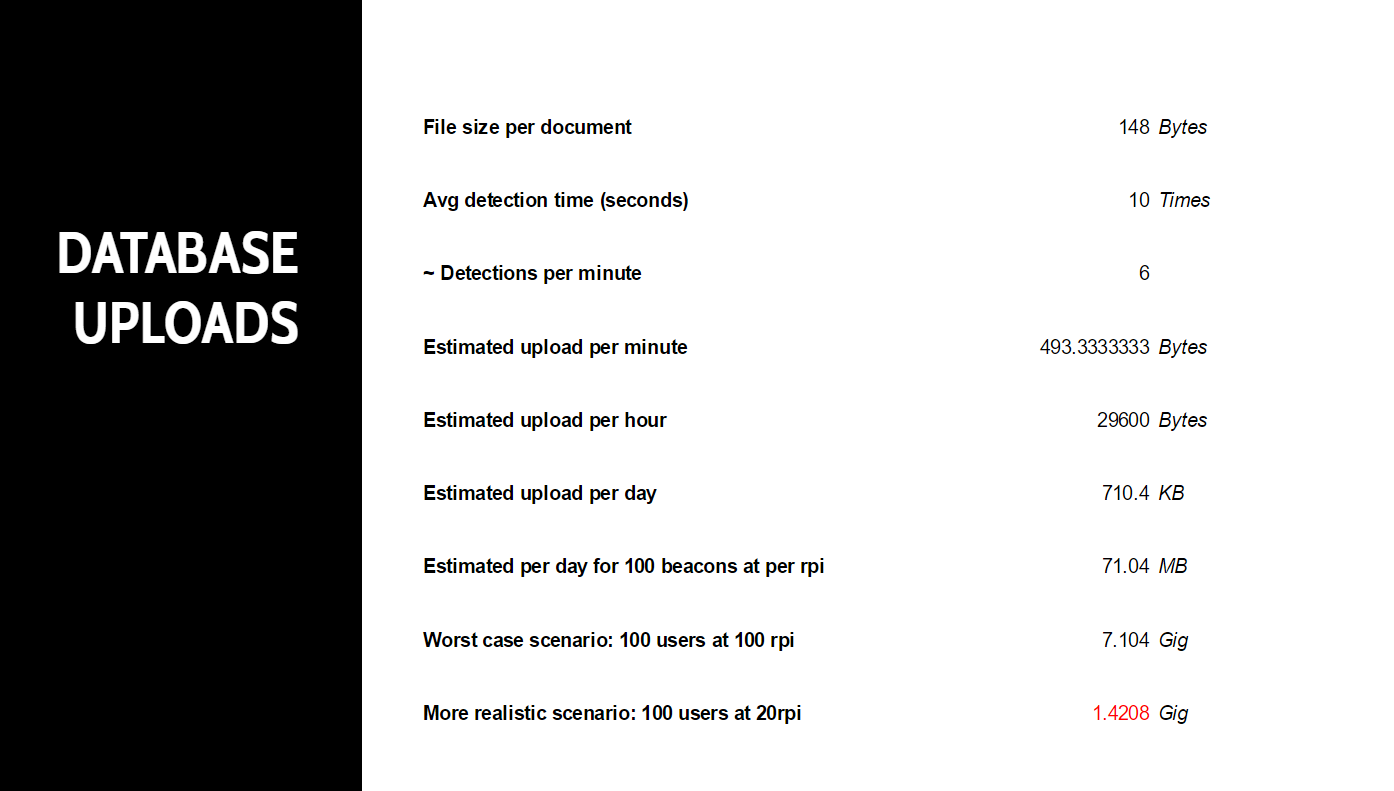 DATABASE
UPLOADS
File size per document 148 Bytes
Avg detection time (seconds) 10 Times
~ Detections per minute 6
Estimated upload per minute 493.3333333 Bytes
Estimated upload per hour 29600 Bytes
Estimated upload per day 710.4 KB
Estimated per day for 100 beacons at per rpi 71.04 MB
Worst case scenario: 100 users at 100 rpi 7.104 Gig
More realistic scenario: 100 users at 20rpi 1.4208 Gig